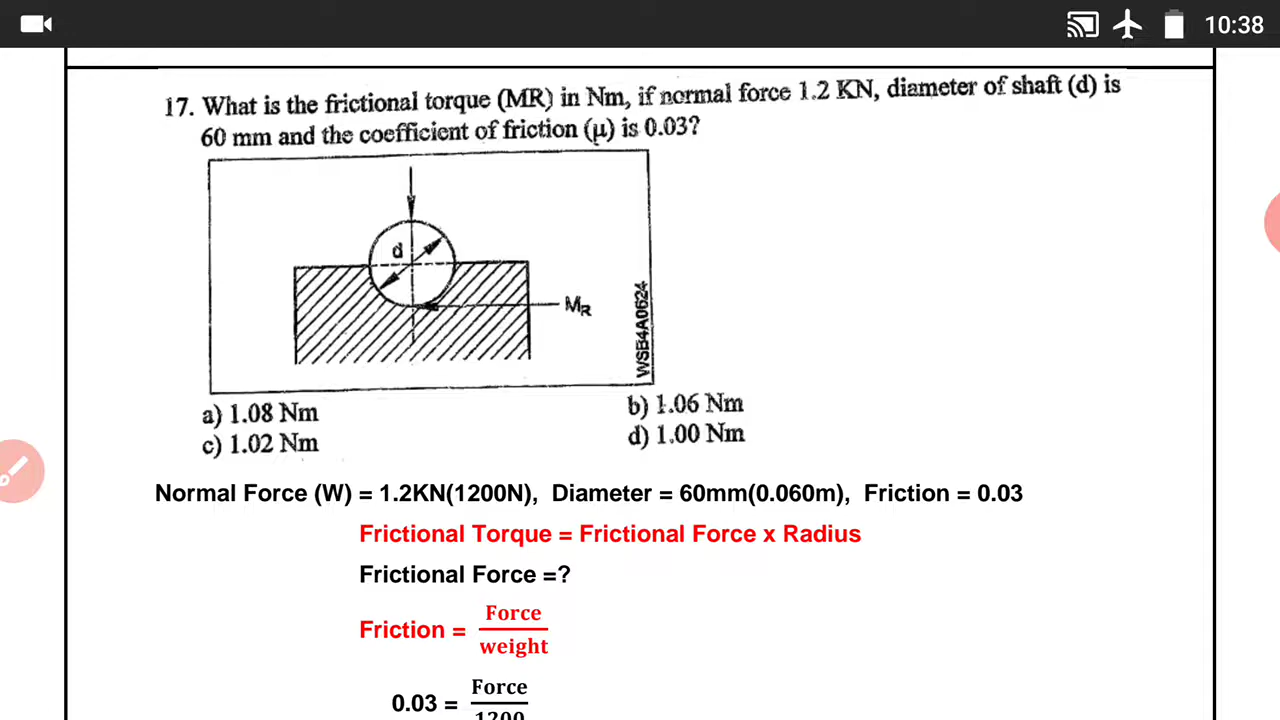 10:38
17. What is the frictional torque (MR) in Nm, if normal force 1.2 KN, diameter of shaft (d) is
60 mm and the coefficient of friction (μ) is 0.03?
d
MR
WSB4A0624
a) 1.08 Nm
b) 1.06 Nm
c) 1.02 Nm
d) 1.00 Nm
Normal Force (W) = 1.2KN(1200N), Diameter = 60mm(0.060m), Friction = 0.03
Frictional Torque = Frictional Force x Radius
Frictional Force =?
Friction = Force
weight
0.03 = Force
1200